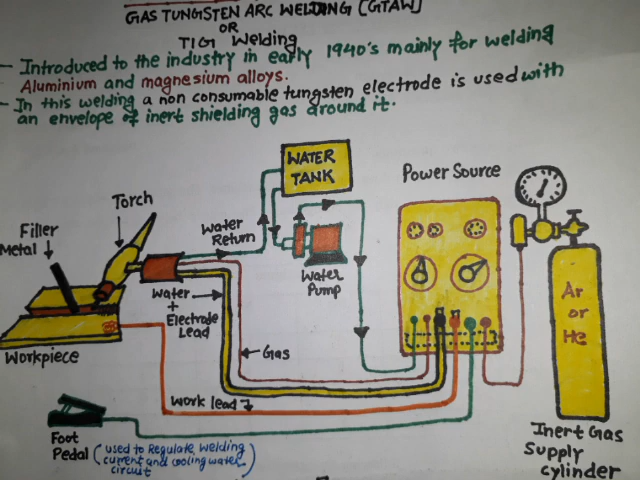 GAS TUNGSTEN ARC WELDING (GTAW)
OR
TIG Welding
- Introduced to the industry in early 1940's mainly for welding
Aluminium and magnesium alloys.
- In this welding a non consumable tungsten electrode is used with
an envelope of inert shielding gas around it.
WATER
TANK
Power Source
Torch
Filler
Metal
Water
Return
Water
Pump
Water
+
Electrode
Lead
Gas
Workpiece
Work lead
Ar
or
He
Foot
Pedal
(used to Regulate Welding
current and cooling water
circuit)
Inert Gas
Supply
cylinder